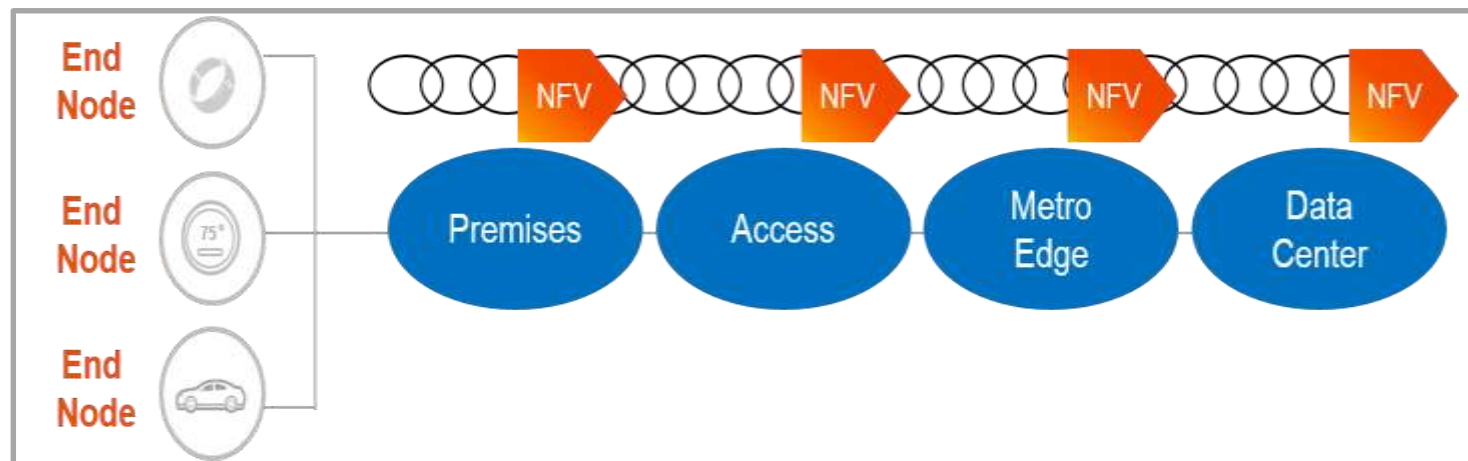 End
Node
NFV
NFV
NFV
NFV
End
Node
75°
Premises
Access
Metro
Edge
Data
Center
End
Node